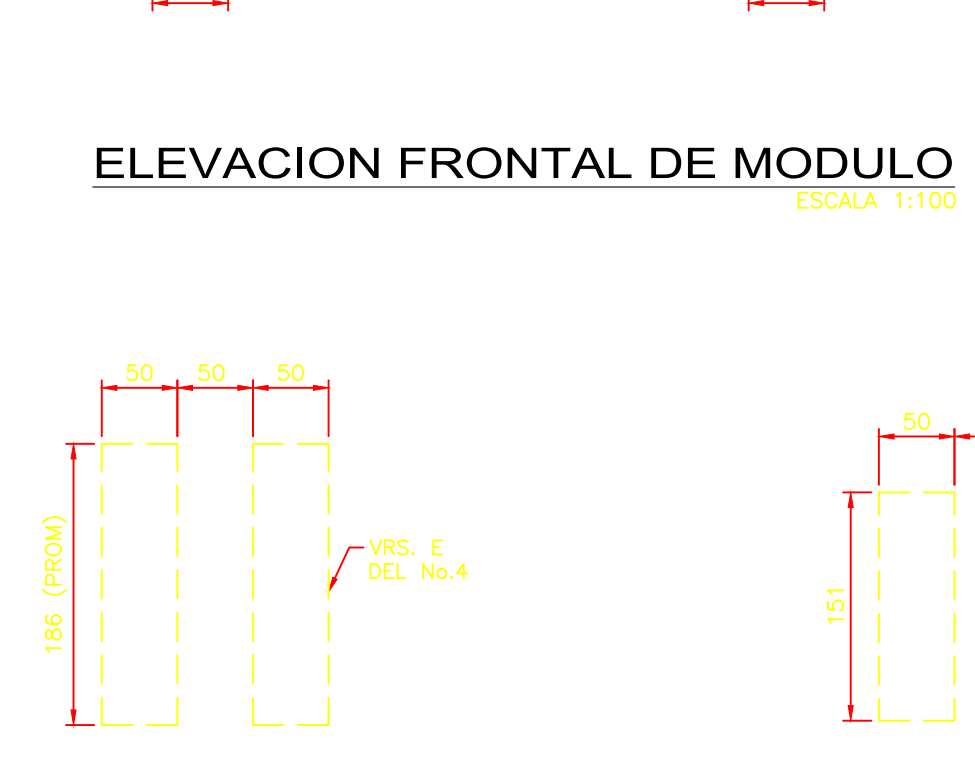 ELEVACION FRONTAL DE MODULO
ESCALA 1:100
50 50 50
50
186 (PROM)
VRS. E
DEL No.4
151